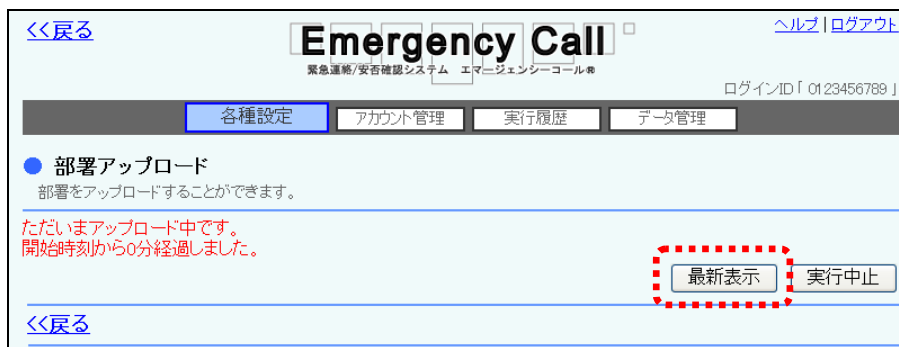 <<戻る
ヘルプ | ログアウト
Emergency Call
緊急連絡/安否確認システム エマージェンシーコール®
ログインID「 0123456789 」
各種設定 アカウント管理 実行履歴 データ管理
● 部署アップロード
部署をアップロードすることができます。
ただいまアップロード中です。
開始時刻から0分経過しました。
最新表示 実行中止
<<戻る